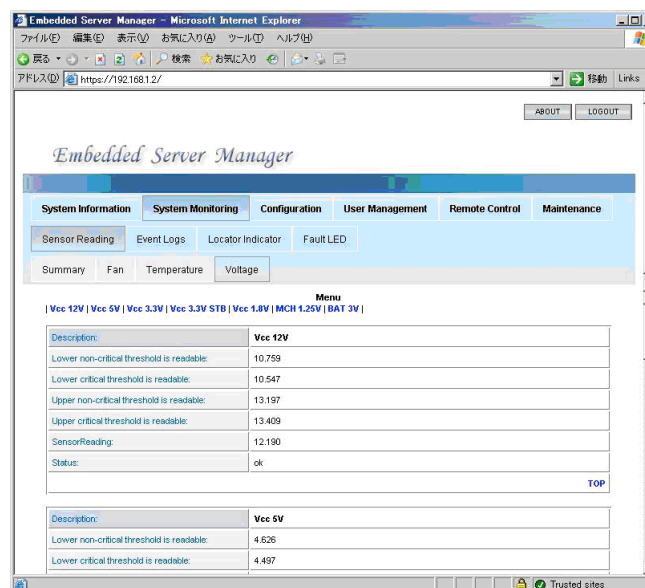 Embedded Server Manager - Microsoft Internet Explorer
ファイル(F) 編集(E) 表示(V) お気に入り(A) ツール(T) ヘルプ(H)
戻る 検索 お気に入り
アドレス(D) https://192.168.1.2/ 移動 Links
ABOUT LOGOUT
Embedded Server Manager
System Information System Monitoring Configuration User Management Remote Control Maintenance
Sensor Reading Event Logs Locator Indicator Fault LED
Summary Fan Temperature Voltage
Menu
| Vcc 12V | Vcc 5V | Vcc 3.3V | Vcc 3.3V STB | Vcc 1.8V | MCH 1.25V | BAT 3V |
Description: Vcc 12V
Lower non-critical threshold is readable: 10.759
Lower critical threshold is readable: 10.547
Upper non-critical threshold is readable: 13.197
Upper critical threshold is readable: 13.409
SensorReading: 12.190
Status: ok
TOP
Description: Vcc 5V
Lower non-critical threshold is readable: 4.626
Lower critical threshold is readable: 4.497
Trusted sites